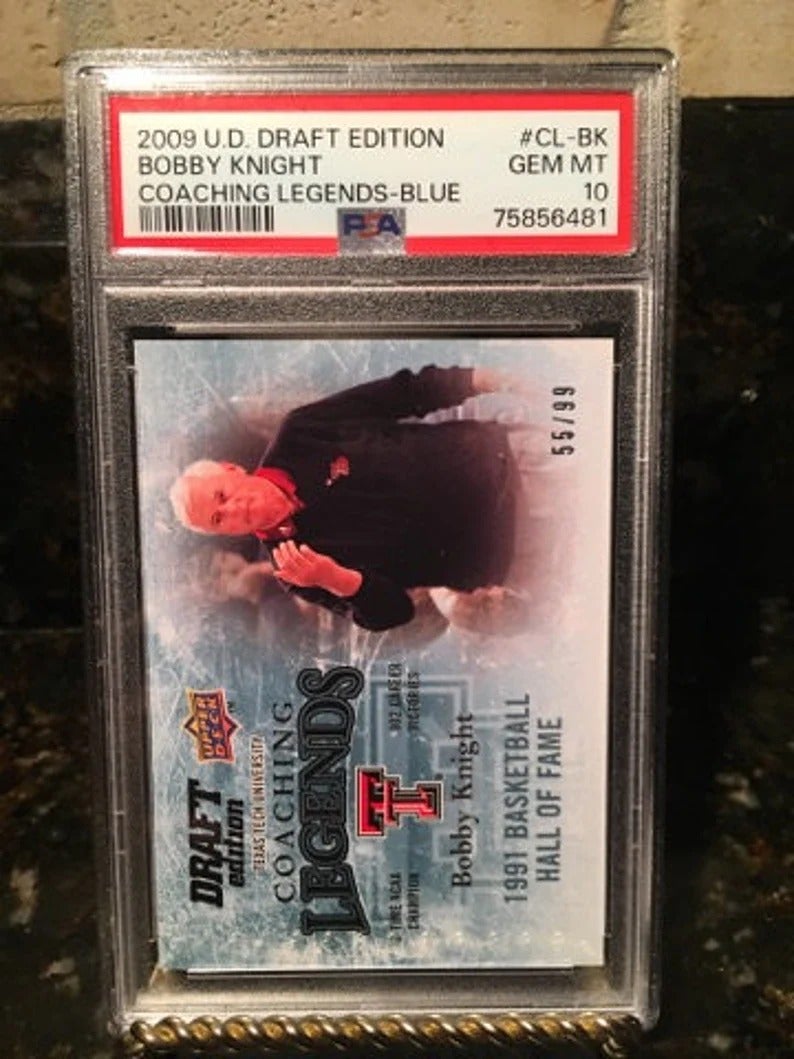 2009 U.D. DRAFT EDITION #CL-BK
BOBBY KNIGHT GEM MT
COACHING LEGENDS-BLUE 10
PSA 75856481
55/99
UPPER DECK TM
DRAFT
edition
TEXAS TECH UNIVERSITY
COACHING
LEGENDS
TIME NCAA
CHAMPION
902 CAREER
VICTORIES
Bobby Knight
1991 BASKETBALL
HALL OF FAME